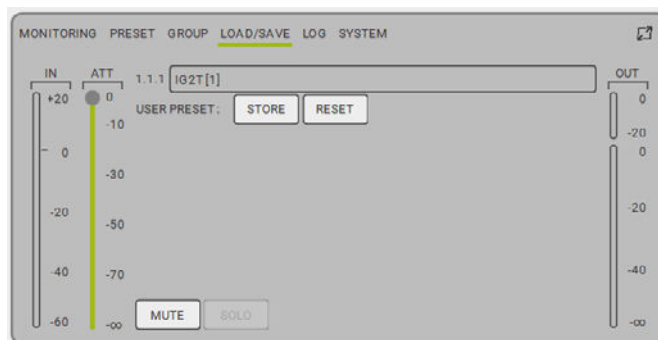 MONITORING PRESET GROUP LOAD/SAVE LOG SYSTEM
IN ATT 1.1.1 IG2T[1] OUT
+20 0 USER PRESET: STORE RESET 0
-10
-20
0 0
-30
-20 -50 -20
-40 -70 -40
-60 -∞ MUTE SOLO -∞